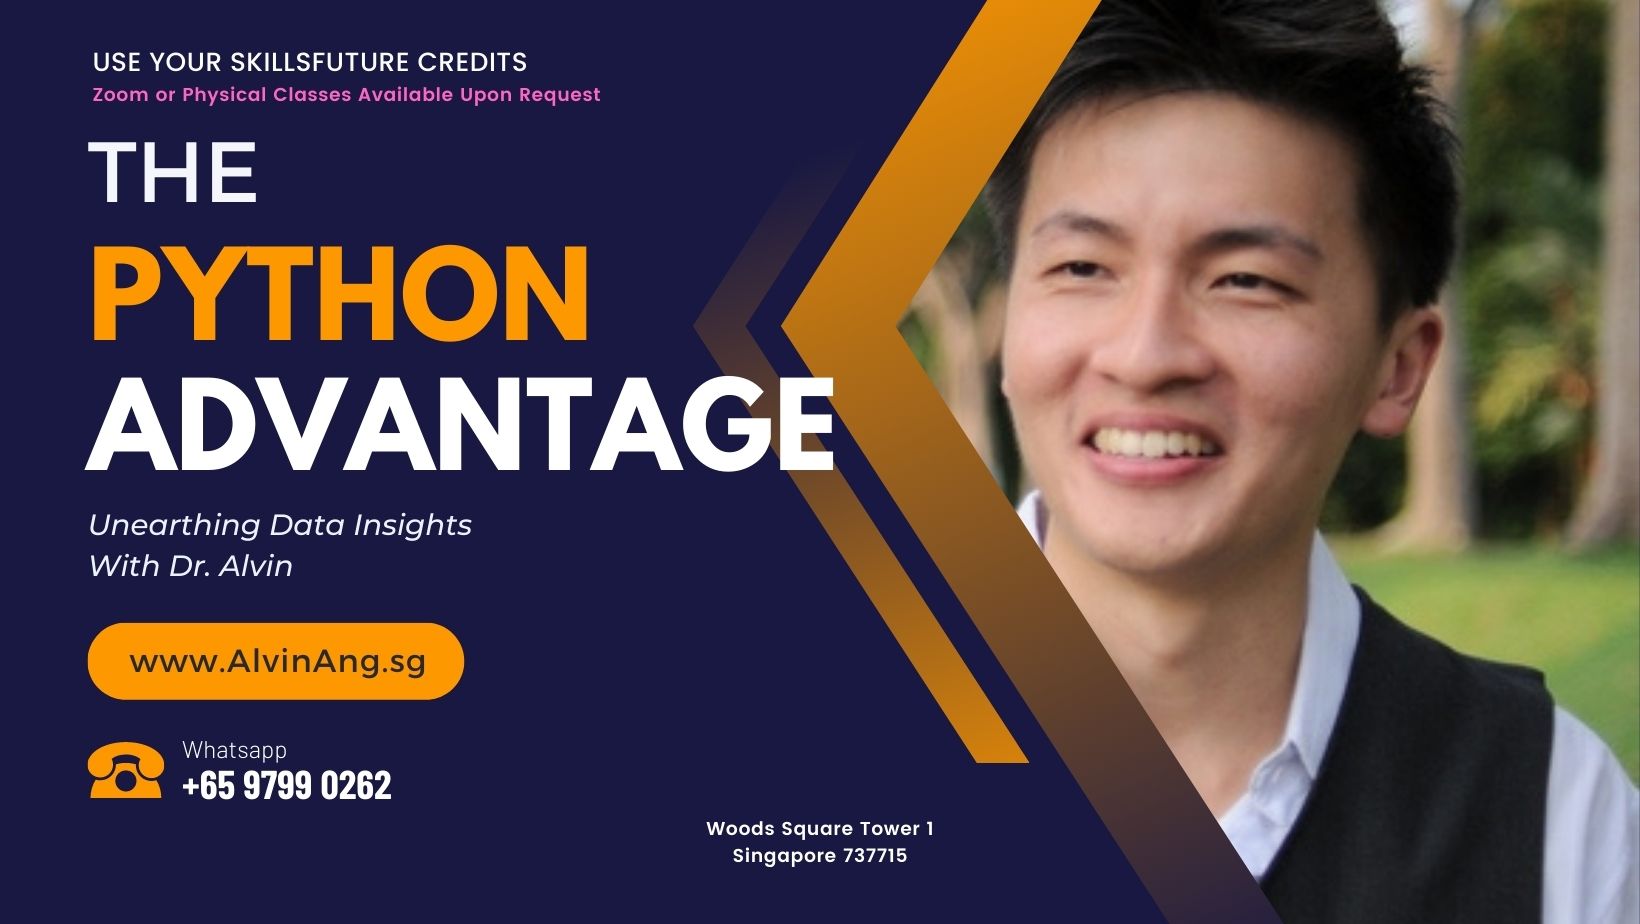 USE YOUR SKILLSFUTURE CREDITS
Zoom or Physical Classes Available Upon Request
THE
PYTHON
ADVANTAGE
Unearthing Data Insights
With Dr. Alvin
www.AlvinAng.sg
Whatsapp
+65 9799 0262
Woods Square Tower 1
Singapore 737715